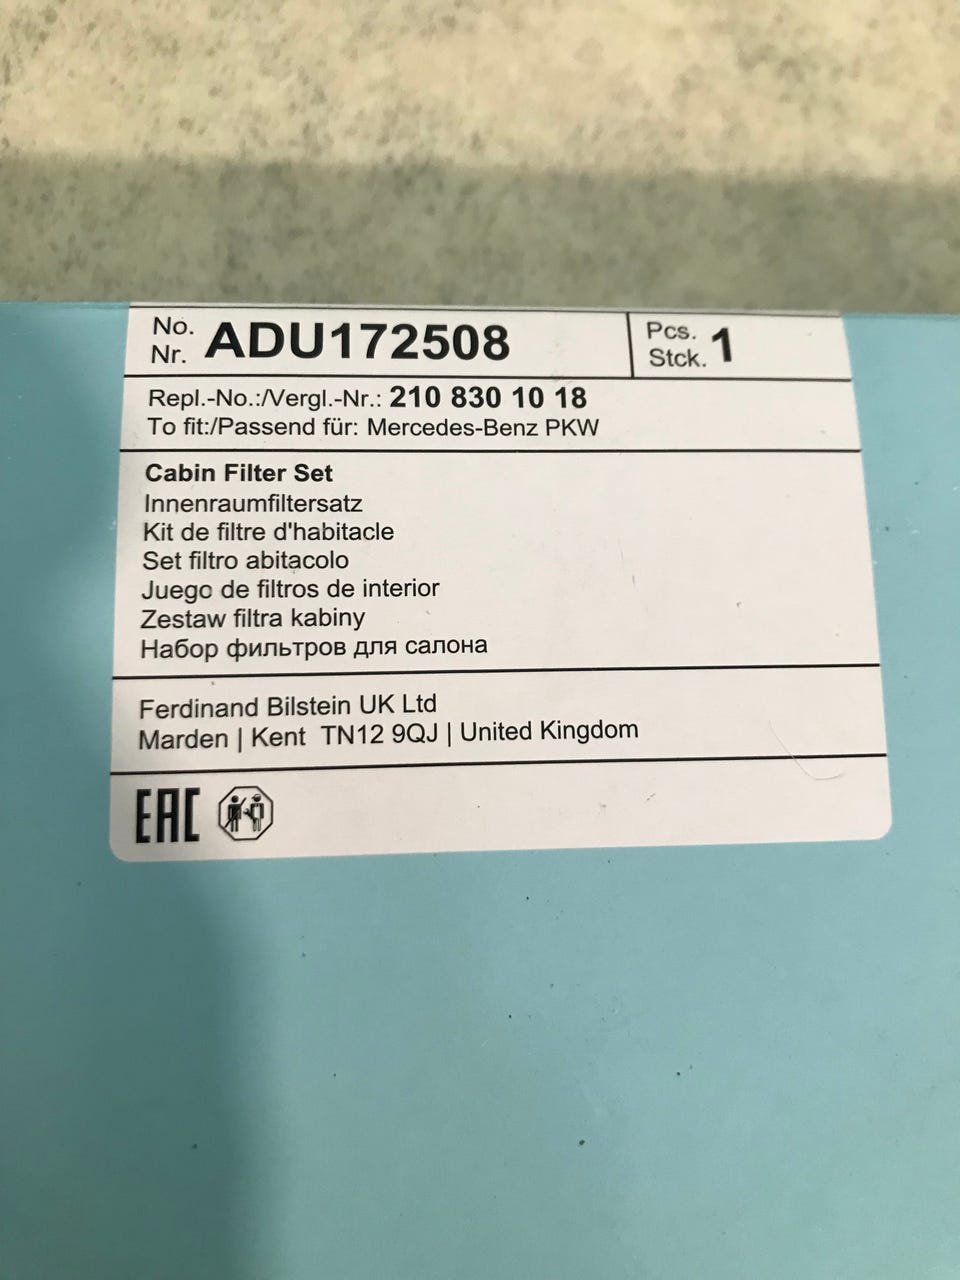 No. ADU172508 Pcs. 1
Nr. Stck.
Repl.-No.:/Vergl.-Nr.: 210 830 10 18
To fit:/Passend für: Mercedes-Benz PKW
Cabin Filter Set
Innenraumfiltersatz
Kit de filtre d'habitacle
Set filtro abitacolo
Juego de filtros de interior
Zestaw filtra kabiny
Набор фильтров для салона
Ferdinand Bilstein UK Ltd
Marden | Kent TN12 9QJ | United Kingdom
EAC